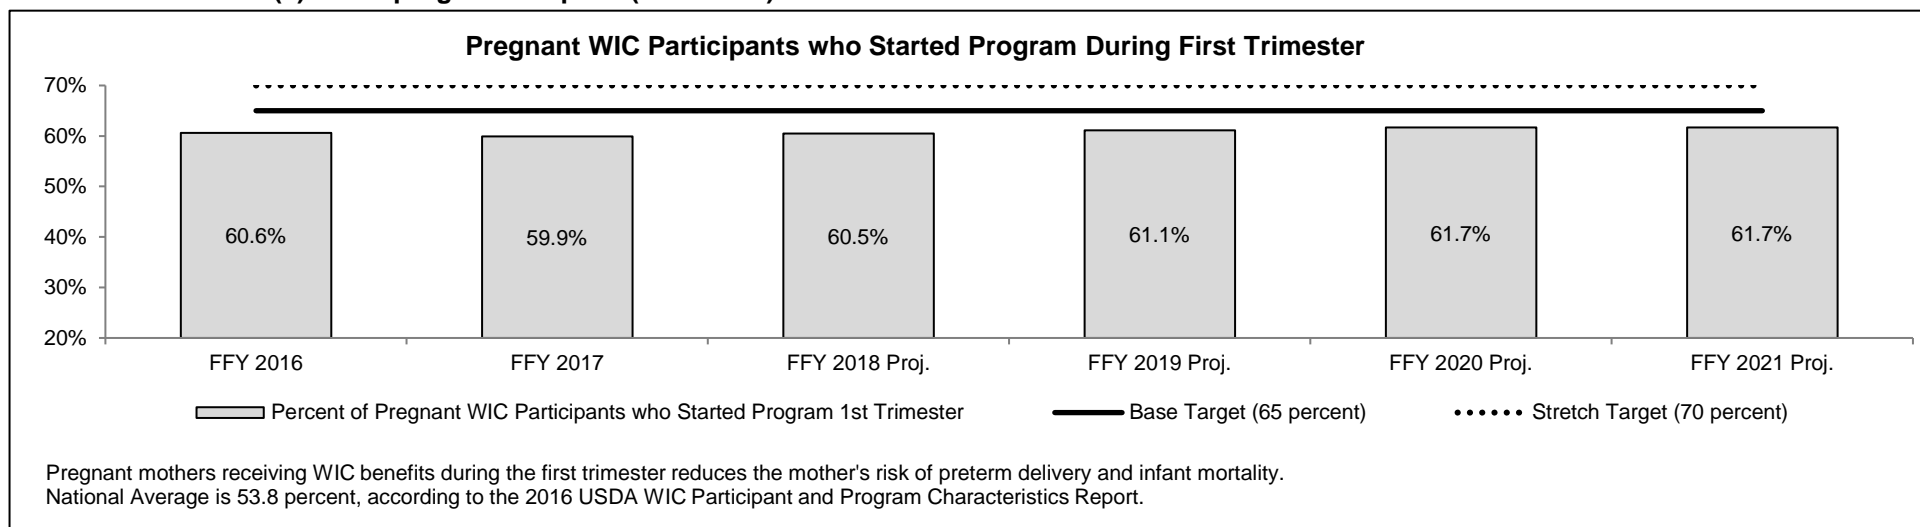 Pregnant WIC Participants who Started Program During First Trimester
70%
60%
50%
40%
30%
20%
60.6%
59.9%
60.5%
61.1%
61.7%
61.7%
FFY 2016
FFY 2017
FFY 2018 Proj.
FFY 2019 Proj.
FFY 2020 Proj.
FFY 2021 Proj.
Percent of Pregnant WIC Participants who Started Program 1st Trimester
Base Target (65 percent)
Stretch Target (70 percent)
Pregnant mothers receiving WIC benefits during the first trimester reduces the mother's risk of preterm delivery and infant mortality.
National Average is 53.8 percent, according to the 2016 USDA WIC Participant and Program Characteristics Report.